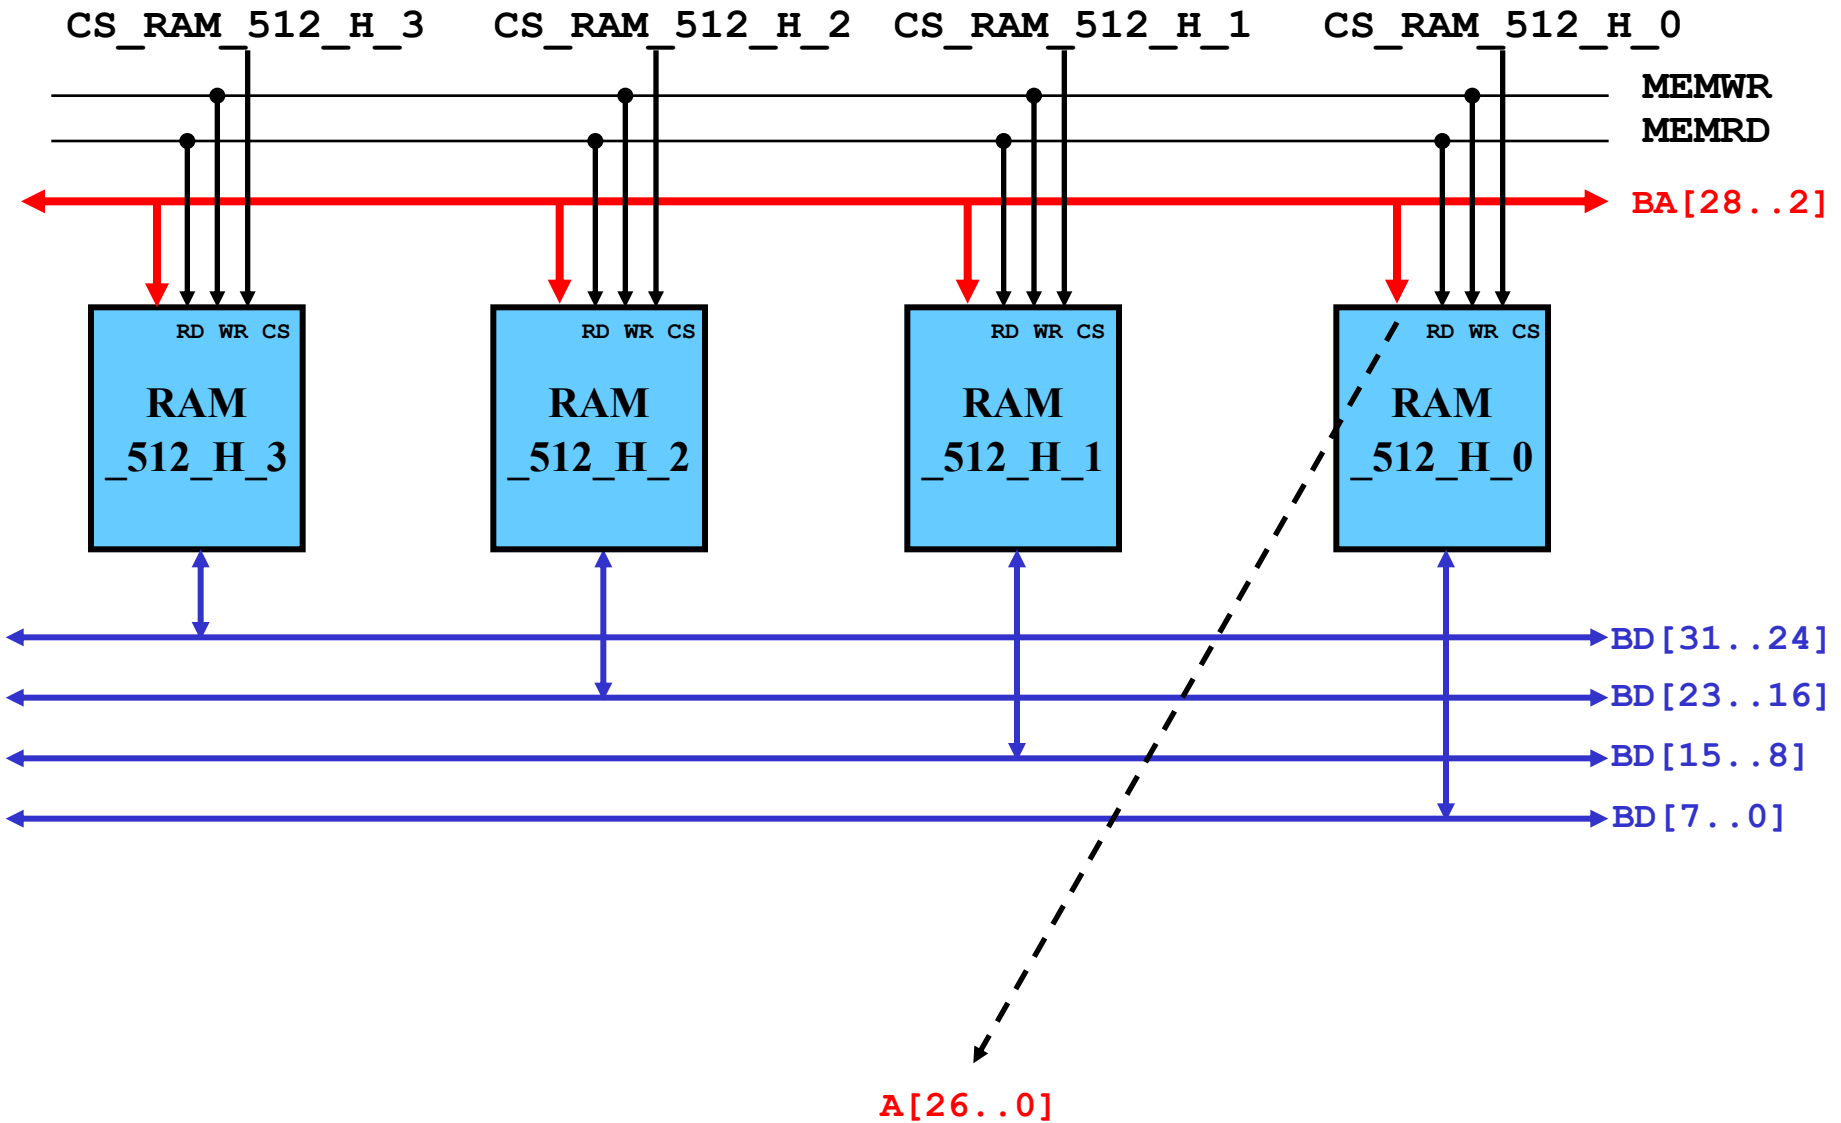 CS_RAM_512_H_3 CS_RAM_512_H_2 CS_RAM_512_H_1 CS_RAM_512_H_0
MEMWR
MEMRD
BA[28..2]
RD WR CS RD WR CS RD WR CS RD WR CS
RAM RAM RAM RAM
_512_H_3 _512_H_2 _512_H_1 _512_H_0
BD[31..24]
BD[23..16]
BD[15..8]
BD[7..0]
A[26..0]